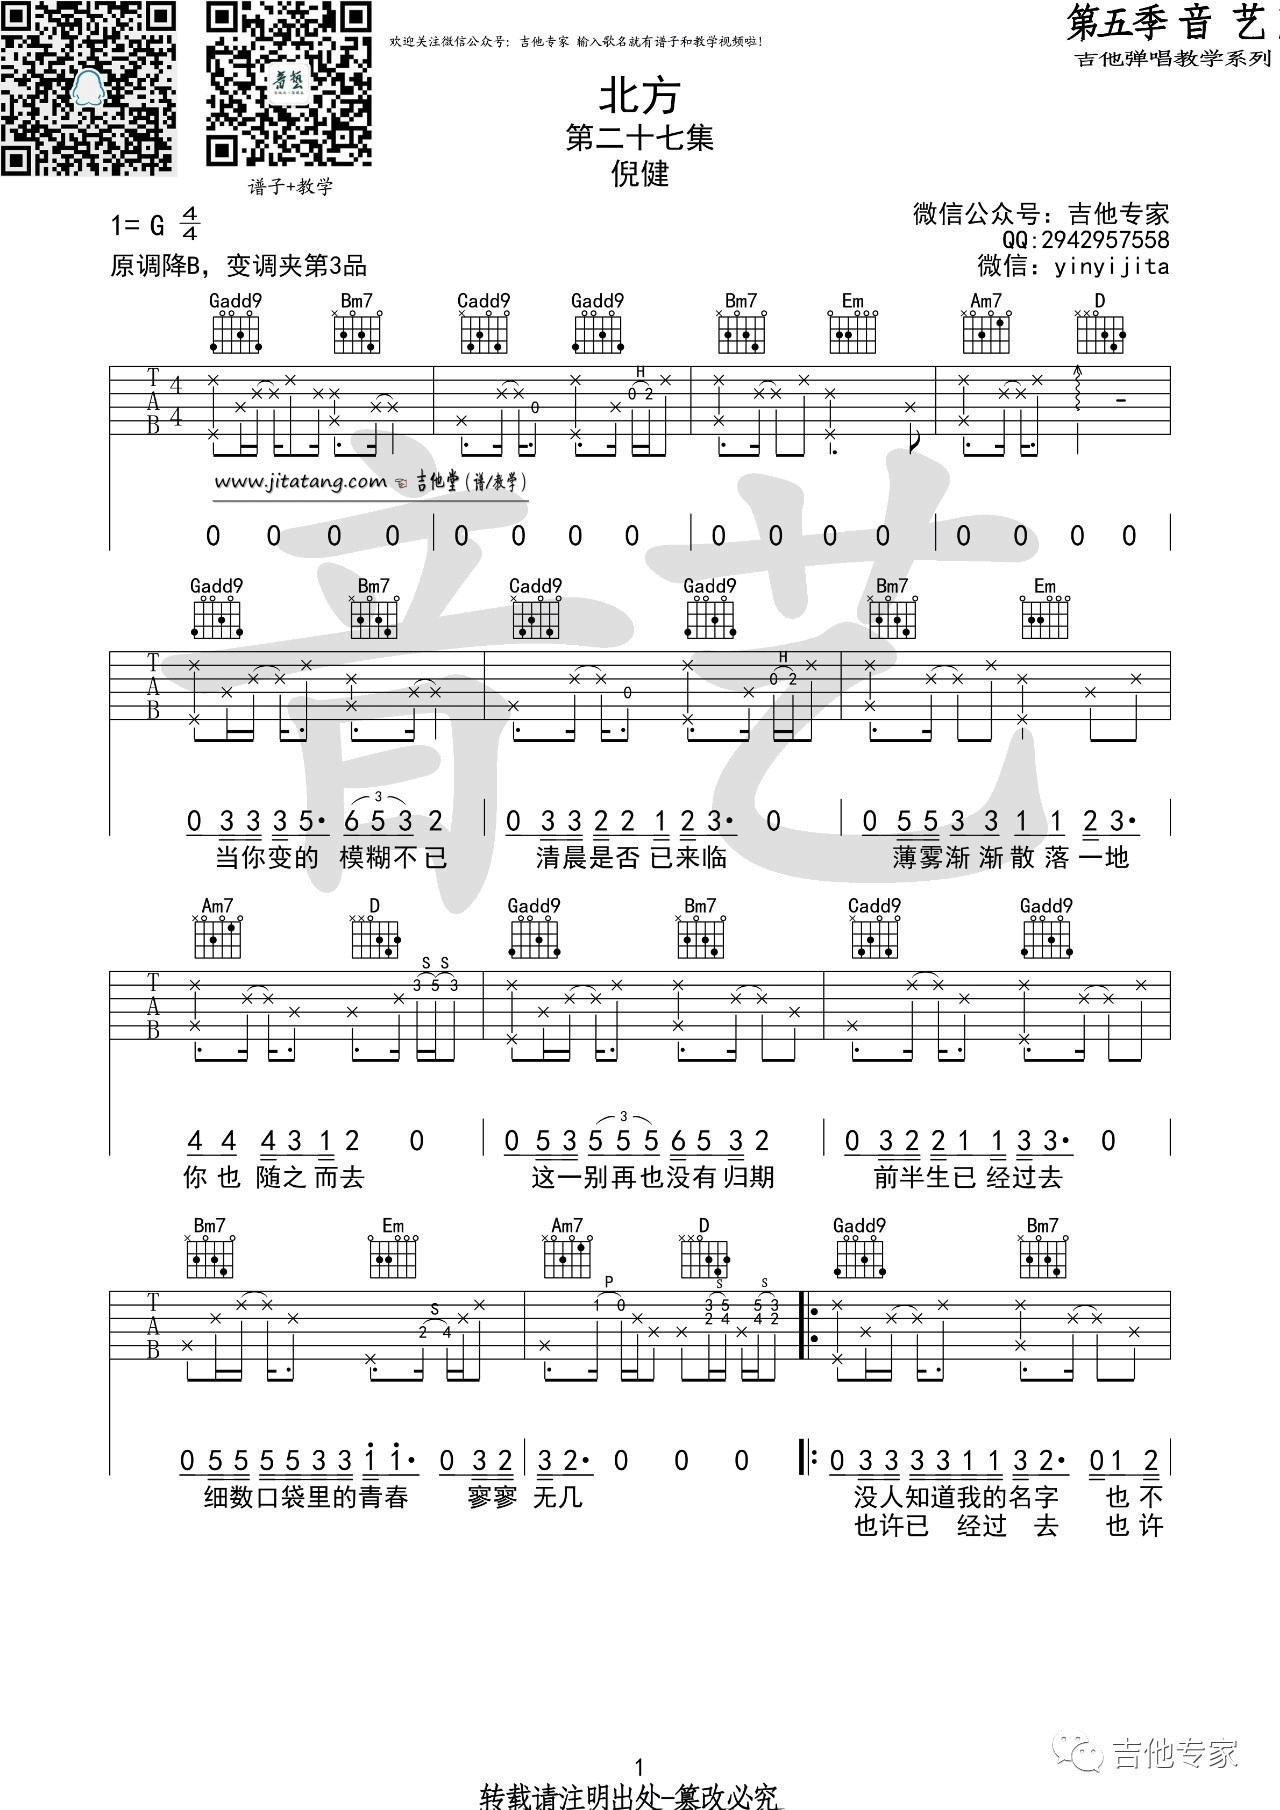 欢迎关注微信公众号：吉他专家 输入歌名就有谱子和教学视频啦！
第五季 音 艺
吉他弹唱教学系列
音藝
谱子+教学
北方
第二十七集
倪健
1= G 4/4
原调降B，变调夹第3品
微信公众号：吉他专家
QQ:2942957558
微信：yinyijita
Gadd9 Bm7 Cadd9 Gadd9 Bm7 Em Am7 D
H
T A B 4 4 0 0 2
www.jitatang.com 吉他堂(谱/教学)
0 0 0 0 0 0 0 0 0 0 0 0 0 0 0 0
音艺
Gadd9 Bm7 Cadd9 Gadd9 Bm7 Em
H
T A B 0 0 2
0 3 3 3 5· 6 5 3 2 0 3 3 2 2 1 2 3· 0 0 5 5 3 3 1 1 2 3·
当你变的 模糊不已 清晨是否 已来临 薄雾渐 渐散 落 一地
Am7 D Gadd9 Bm7 Cadd9 Gadd9
S S
T A B 3 5 3
4 4 4 3 1 2 0 0 5 3 5 5 5 6 5 3 2 0 3 2 2 1 1 3 3· 0
你 也 随之 而去 这一别再也没有归期 前半生已 经过去
Bm7 Em Am7 D Gadd9 Bm7
S P S S
T A B 2 4 1 0 3 5 5 3 2 4 4 2
0 5 5 5 5 3 3 1 1· 0 3 2 3 2· 0 0 0 0 3 3 3 1 1 3 2· 0 1 2
细数口袋里的青春 寥寥 无几 没人知道我的名字 也不
也许已 经过 去 也许
吉他专家
1
转载请注明出处-篡改必究